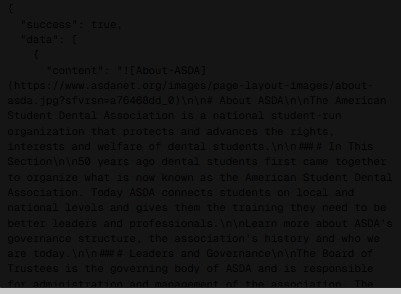 {
"success": true,
"data": [
{
"content": "![About-ASDA]
(https://www.asdanet.org/images/page-layout-images/about-
asda.jpg?sfvrsn=a76468dd_0)\n\n# About ASDA\n\nThe American
Student Dental Association is a national student-run
organization that protects and advances the rights,
interests and welfare of dental students.\n\n### In This
Section\n\n50 years ago dental students first came together
to organize what is now known as the American Student Dental
Association. Today ASDA connects students on local and
national levels and gives them the training they need to be
better leaders and professionals.\n\nLearn more about ASDA's
governance structure, the association's history and who we
are today.\n\n### Leaders and Governance\n\nThe Board of
Trustees is the governing body of ASDA and is responsible
for administration and management of the association. The